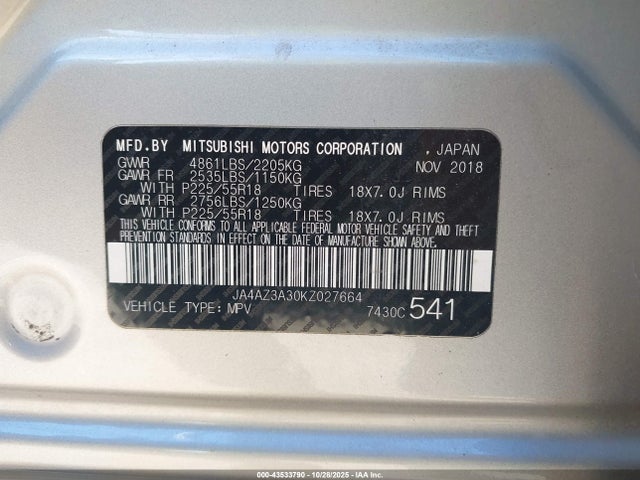 MFD.BY MITSUBISHI MOTORS CORPORATION , JAPAN
GVWR 4861LBS/2205KG NOV 2018
GAWR FR 2535LBS/1150KG
WITH P225/55R18 TIRES 18X7.0J RIMS
GAWR RR 2756LBS/1250KG
WITH P225/55R18 TIRES 18X7.0J RIMS
THIS VEHICLE CONFORMS TO ALL APPLICABLE U.S. FEDERAL MOTOR VEHICLE SAFETY AND THEFT
PREVENTION STANDARDS IN EFFECT ON THE DATE OF MANUFACTURE SHOWN ABOVE.
JA4AZ3A30KZ027664
VEHICLE TYPE: MPV 7430C 541
000-43533790 • 10/28/2025 • IAA Inc.